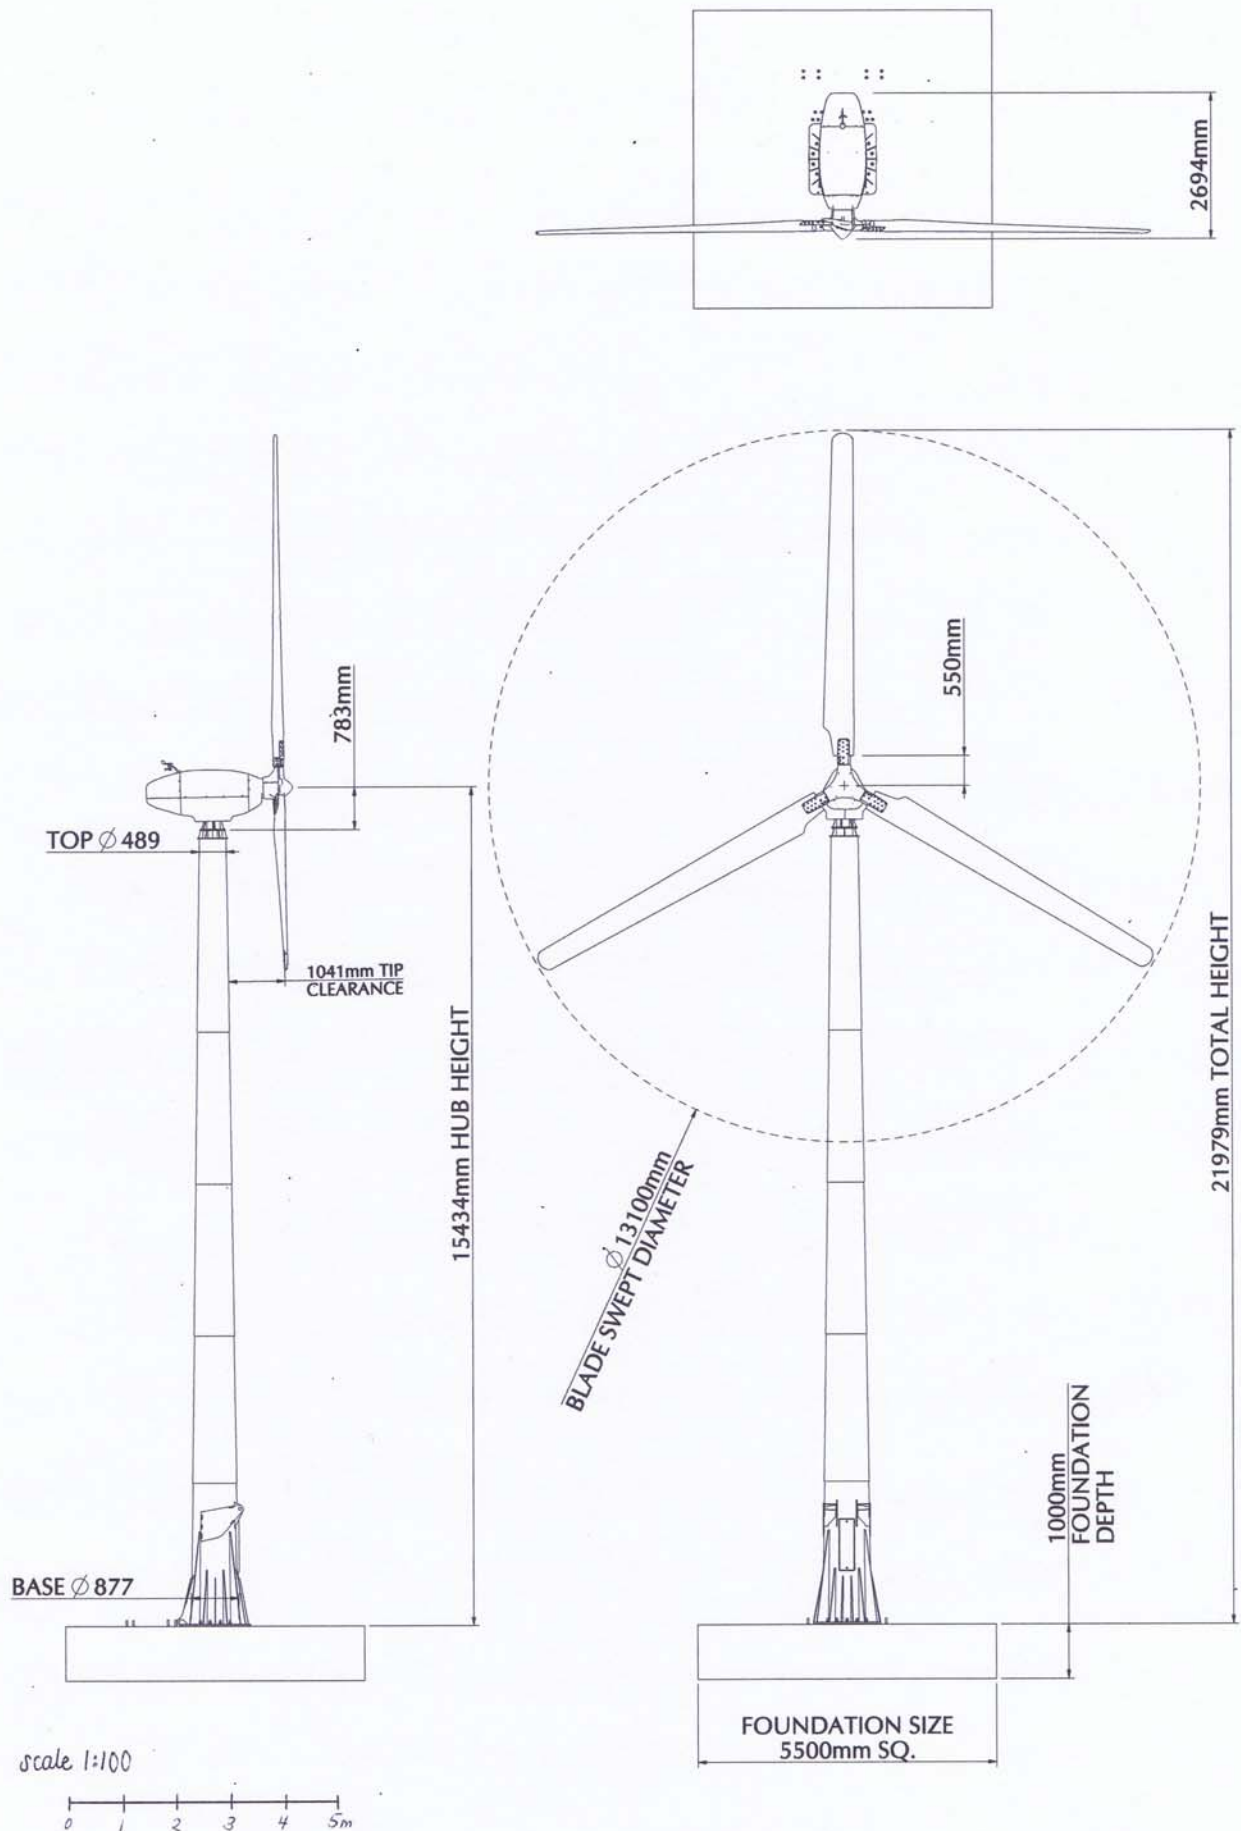 2694mm
783mm
550mm
TOP Ø 489
1041mm TIP
CLEARANCE
15434mm HUB HEIGHT
21979mm TOTAL HEIGHT
Ø 13100mm
BLADE SWEPT DIAMETER
1000mm
FOUNDATION
DEPTH
BASE Ø 877
FOUNDATION SIZE
5500mm SQ.
scale 1:100
0 1 2 3 4 5m